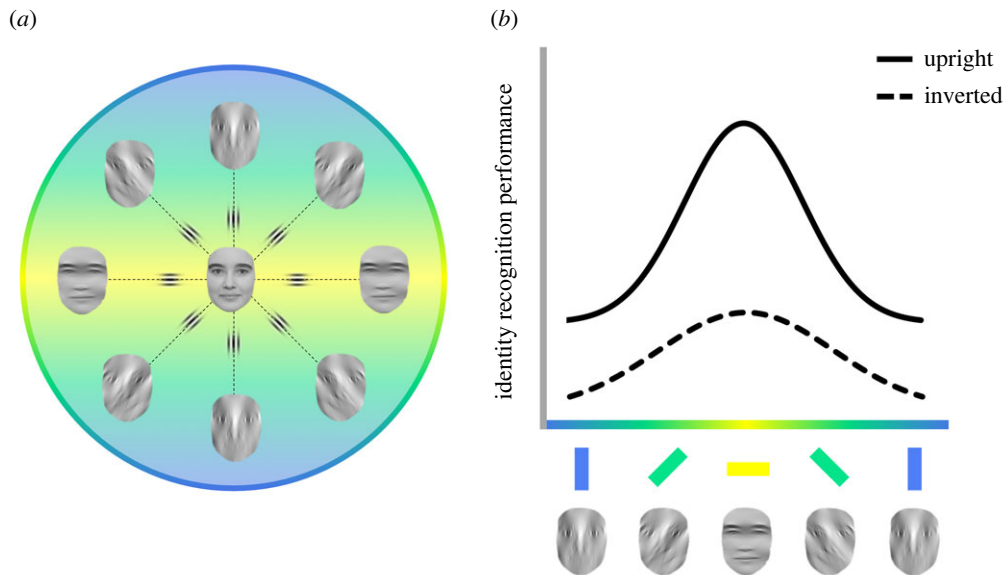 (a)
(b)
upright
inverted
identity recognition performance